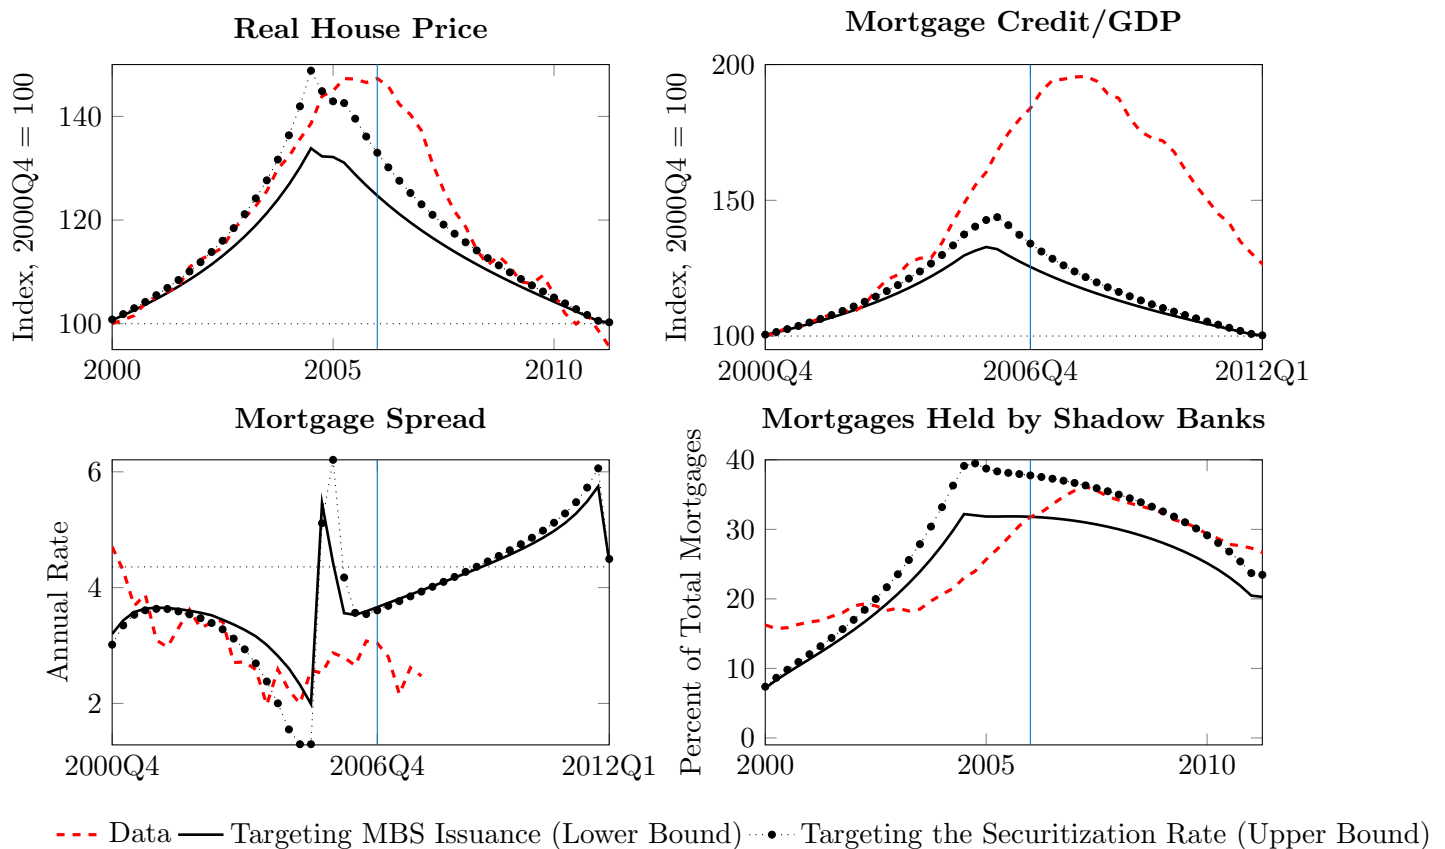 Real House Price
Index, 2000Q4 = 100
140
120
100
2000
2005
2010
Mortgage Credit/GDP
Index, 2000Q4 = 100
200
150
100
2000Q4
2006Q4
2012Q1
Mortgage Spread
Annual Rate
6
4
2
2000Q4
2006Q4
2012Q1
Mortgages Held by Shadow Banks
Percent of Total Mortgages
40
30
20
10
0
2000
2005
2010
Data
Targeting MBS Issuance (Lower Bound)
Targeting the Securitization Rate (Upper Bound)